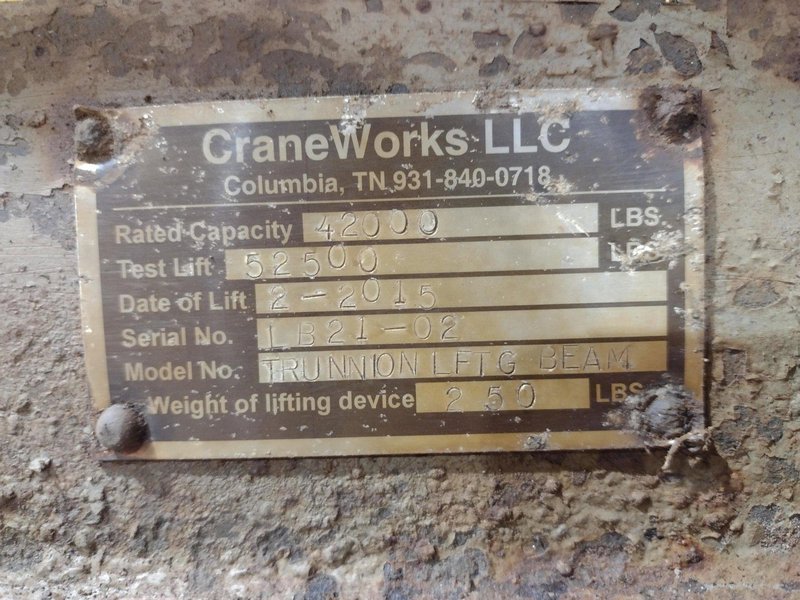 CraneWorks LLC
Columbia, TN 931-840-0718
Rated Capacity 42000 LBS
Test Lift 52500 LBS
Date of Lift 2-2015
Serial No. LB21-02
Model No. TRUNNION LFTG BEAM
Weight of lifting device 250 LBS